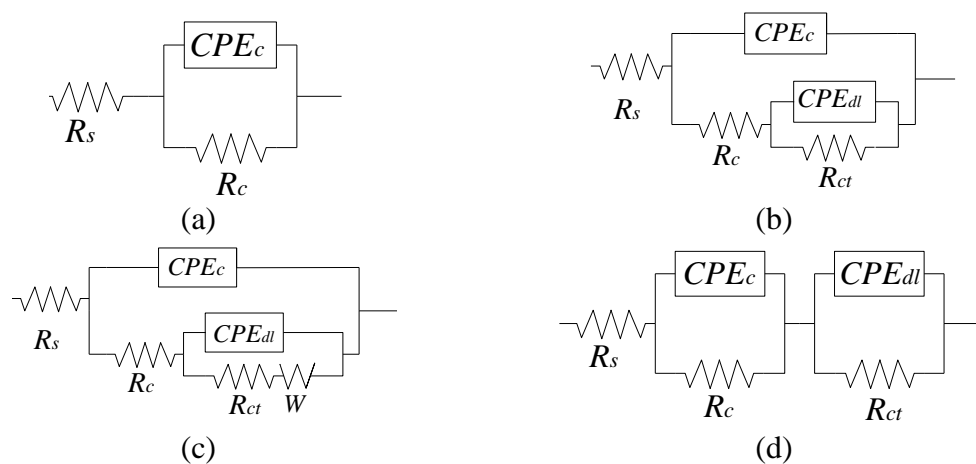 CPEc
Rs
Rc
(a)
CPEc
Rs
CPEdl
Rc
Rct
(b)
CPEc
Rs
CPEdl
Rc
Rct
W
(c)
CPEc
CPEdl
Rs
Rc
Rct
(d)